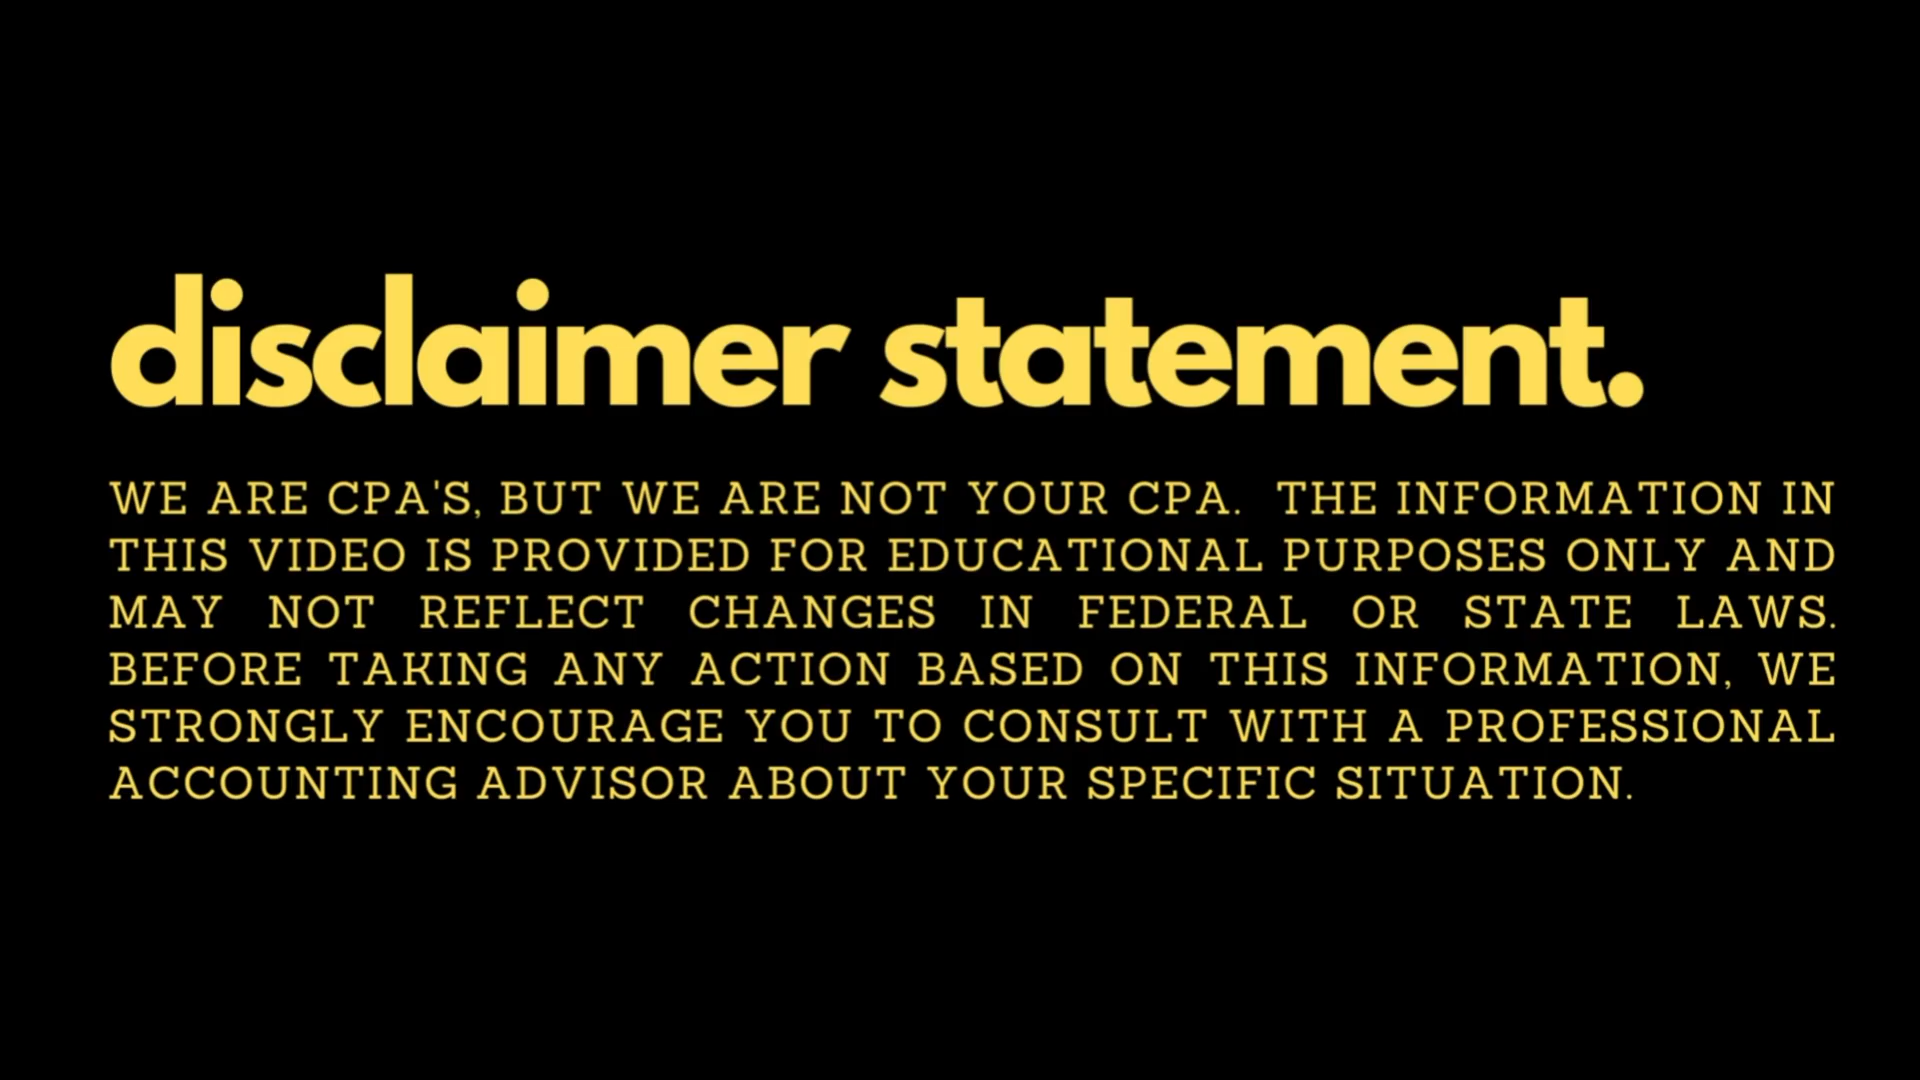 disclaimer statement.
WE ARE CPA'S, BUT WE ARE NOT YOUR CPA.  THE INFORMATION IN
THIS VIDEO IS PROVIDED FOR EDUCATIONAL PURPOSES ONLY AND
MAY NOT REFLECT CHANGES IN FEDERAL OR STATE LAWS.
BEFORE TAKING ANY ACTION BASED ON THIS INFORMATION, WE
STRONGLY ENCOURAGE YOU TO CONSULT WITH A PROFESSIONAL
ACCOUNTING ADVISOR ABOUT YOUR SPECIFIC SITUATION.